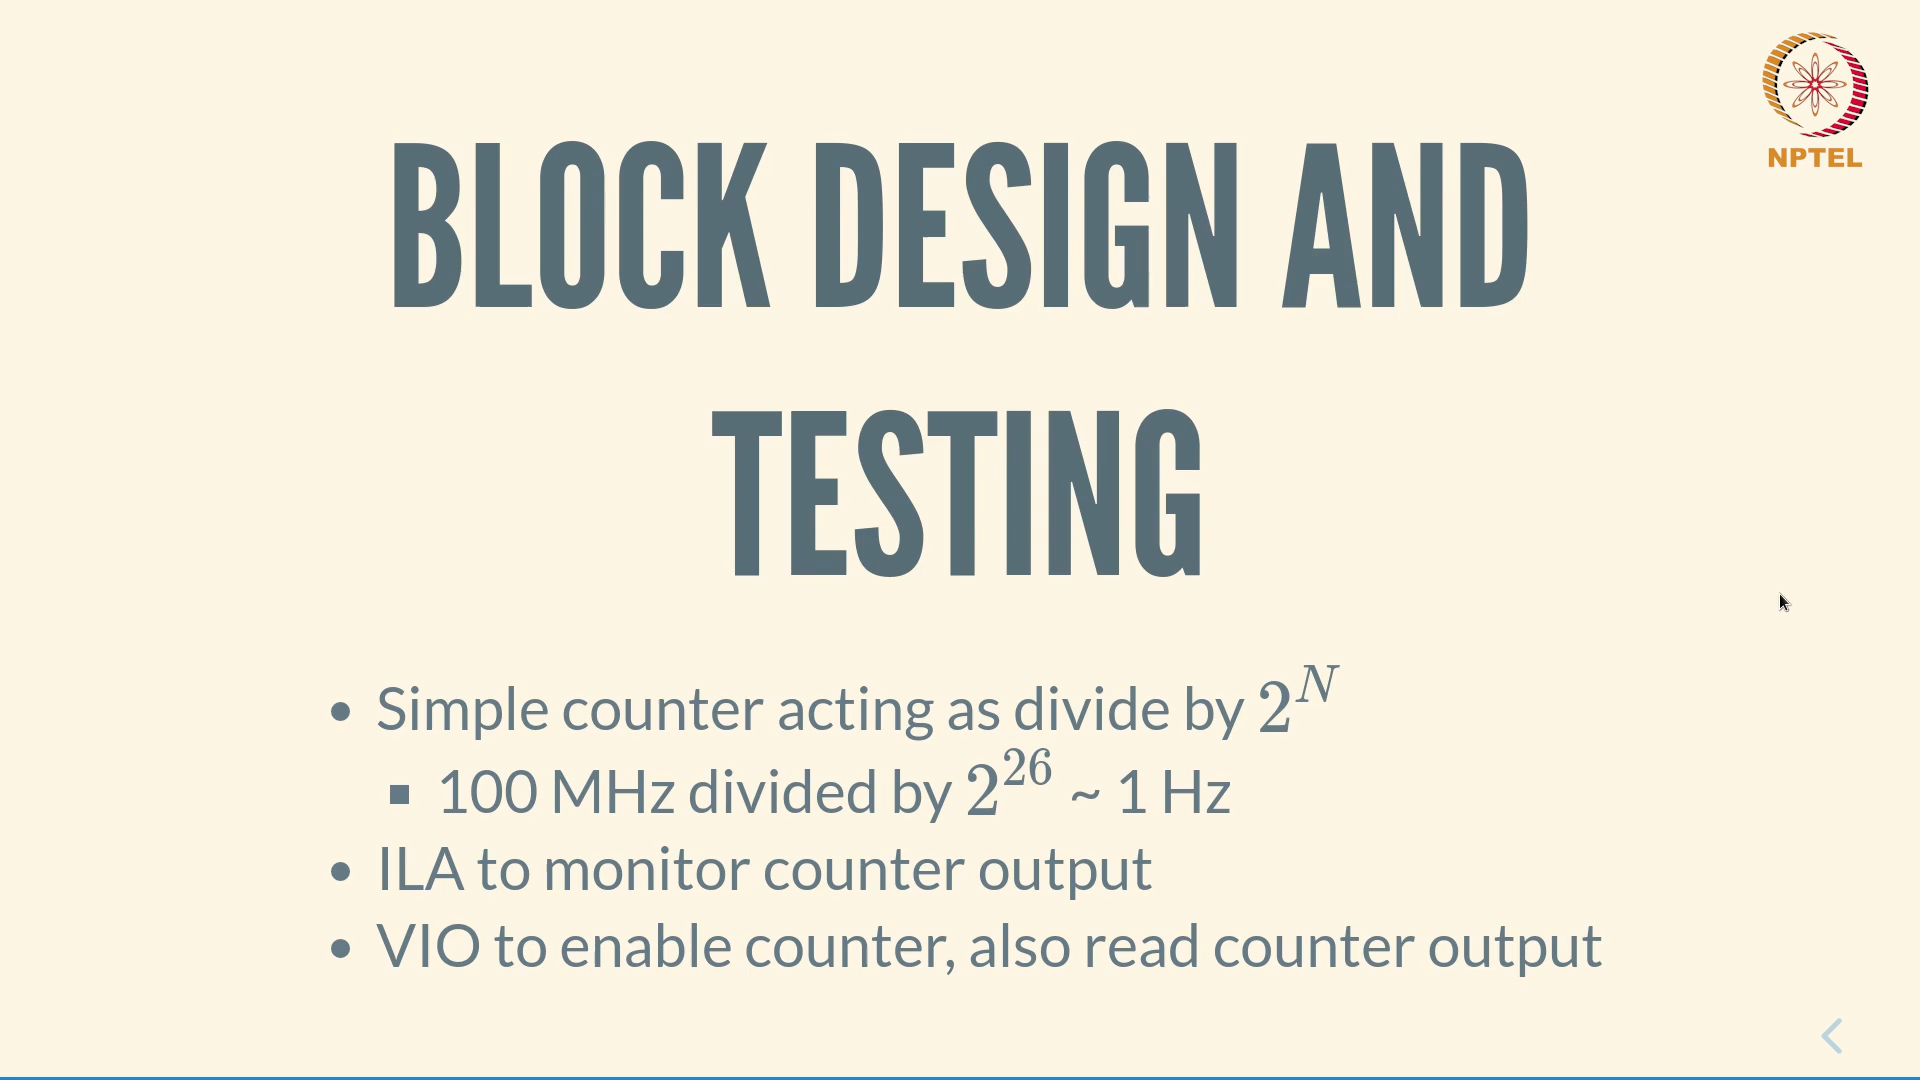 NPTEL
BLOCK DESIGN AND
TESTING
• Simple counter acting as divide by $2^N$
▪ 100 MHz divided by $2^{26}$ ~ 1 Hz
• ILA to monitor counter output
• VIO to enable counter, also read counter output